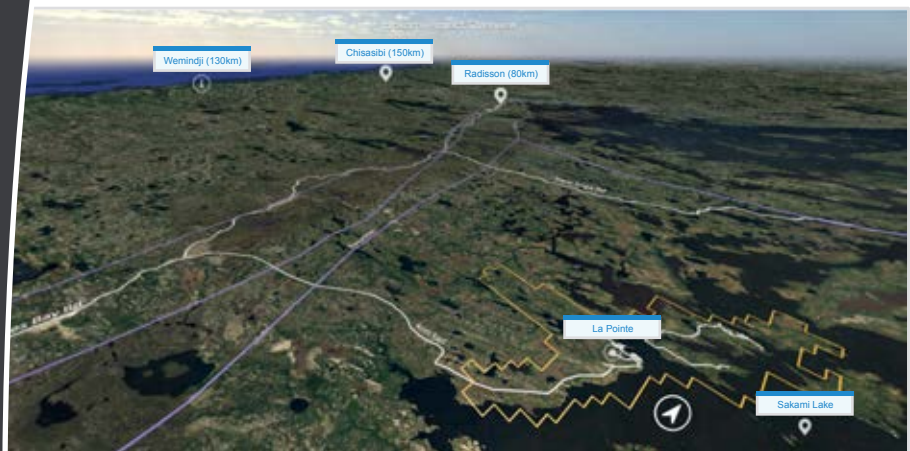 Wemindji (130km)
Chisasibi (150km)
Radisson (80km)
La Pointe
Sakami Lake